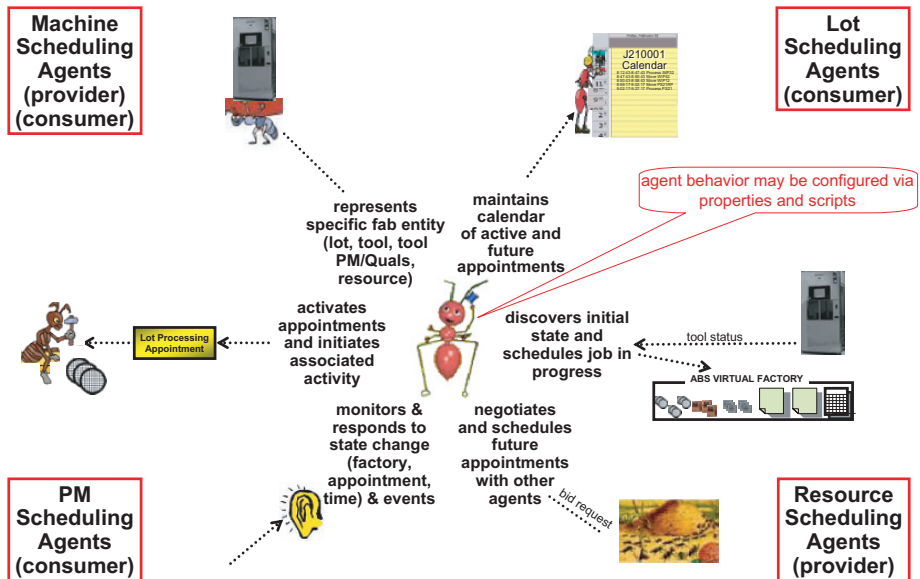 Machine
Scheduling
Agents
(provider)
(consumer)
J210001
Calendar
Lot
Scheduling
Agents
(consumer)
agent behavior may be configured via
properties and scripts
represents
specific fab entity
(lot, tool, tool
PM/Quals,
resource)
maintains
calendar
of active and
future
appointments
activates
appointments
and initiates
associated
activity
Lot Processing
Appointment
discovers initial
state and
schedules job in
progress
tool status
ABS VIRTUAL FACTORY
monitors &
responds to
state change
(factory,
appointment,
time) & events
negotiates
and schedules
future
appointments
with other
agents
bid request
PM
Scheduling
Agents
(consumer)
Resource
Scheduling
Agents
(provider)